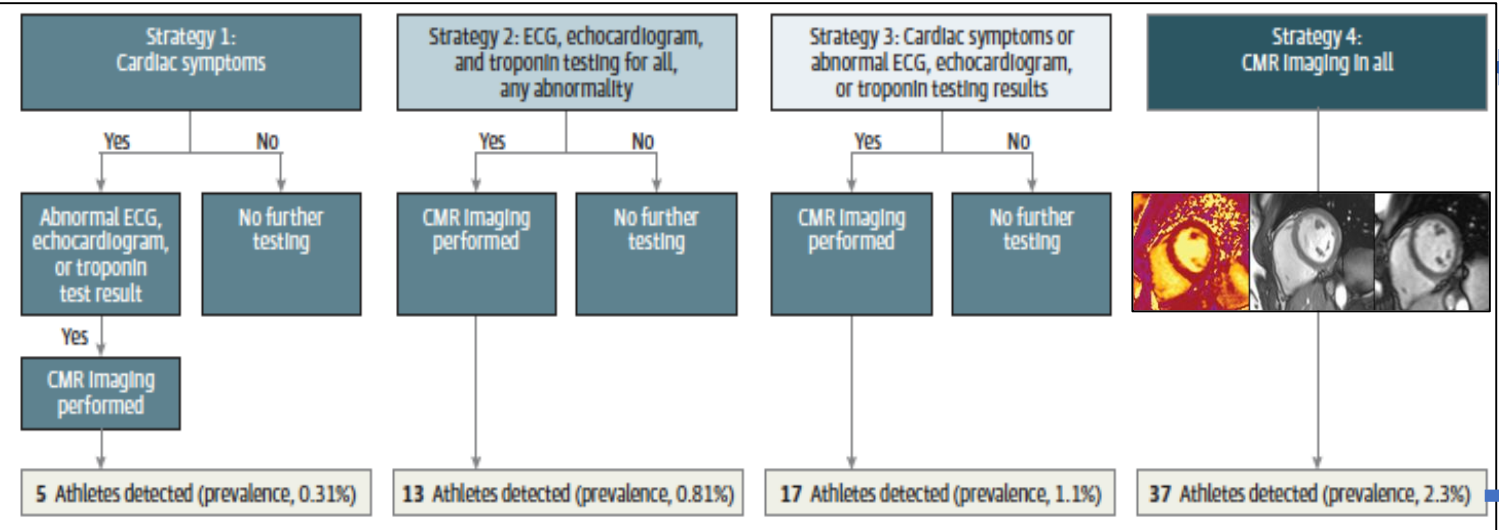 Strategy 1:
Cardiac symptoms
Yes
No
Abnormal ECG,
echocardiogram,
or troponin
test result
No further
testing
Yes
CMR imaging
performed
5 Athletes detected (prevalence, 0.31%)
Strategy 2: ECG, echocardiogram,
and troponin testing for all,
any abnormality
Yes
No
CMR imaging
performed
No further
testing
13 Athletes detected (prevalence, 0.81%)
Strategy 3: Cardiac symptoms or
abnormal ECG, echocardiogram,
or troponin testing results
Yes
No
CMR imaging
performed
No further
testing
17 Athletes detected (prevalence, 1.1%)
Strategy 4:
CMR imaging in all
37 Athletes detected (prevalence, 2.3%)